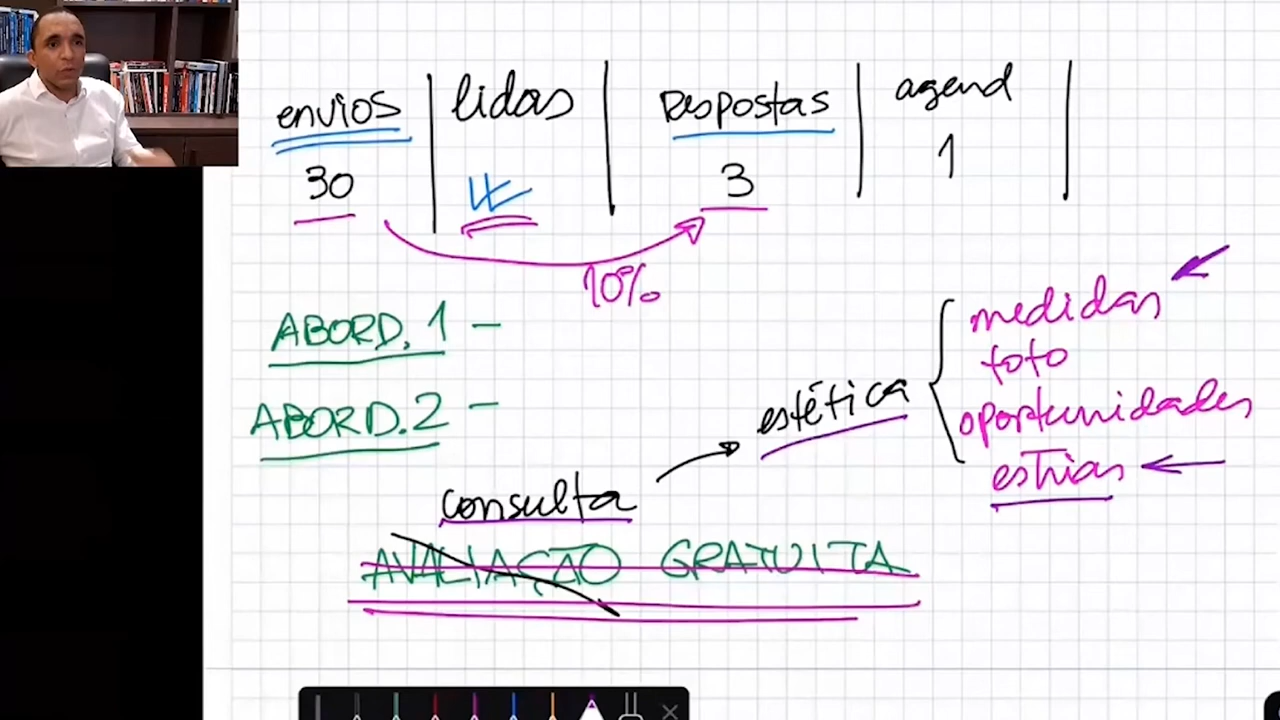 envios lidas Respostas agend
30 3 1
10%
ABORD. 1 -
ABORD. 2 -
estética
medidas
foto
oportunidades
estrias
consulta
AVALIAÇÃO GRATUITA